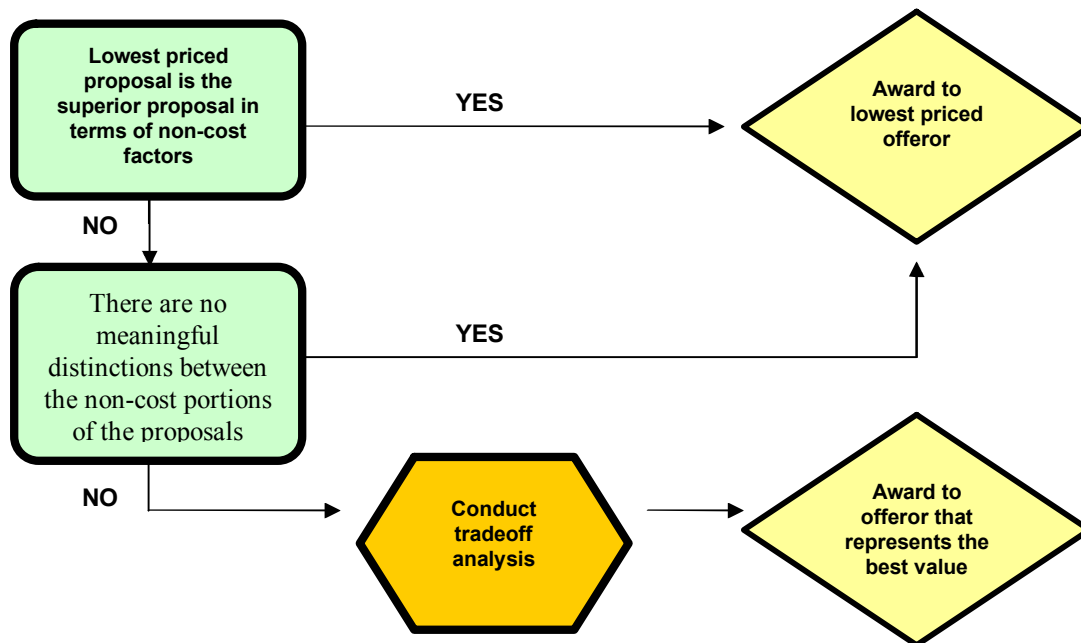 Lowest priced
proposal is the
superior proposal in
terms of non-cost
factors
YES
Award to
lowest priced
offeror
NO
There are no
meaningful
distinctions between
the non-cost portions
of the proposals
YES
NO
Conduct
tradeoff
analysis
Award to
offeror that
represents the
best value